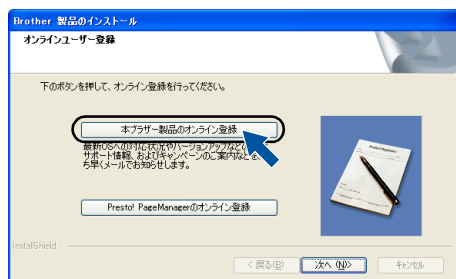 Brother 製品のインストール
オンラインユーザー登録
下のボタンを押して、オンライン登録を行ってください。
本ブラザー製品のオンライン登録
最新OSへの対応状況やバージョンアップなどの
サポート情報、およびキャンペーンのご案内などを、
ち早くメールでお知らせします。
Presto! PageManagerのオンライン登録
InstallShield
< 戻る(B)
次へ (N)>
キャンセル